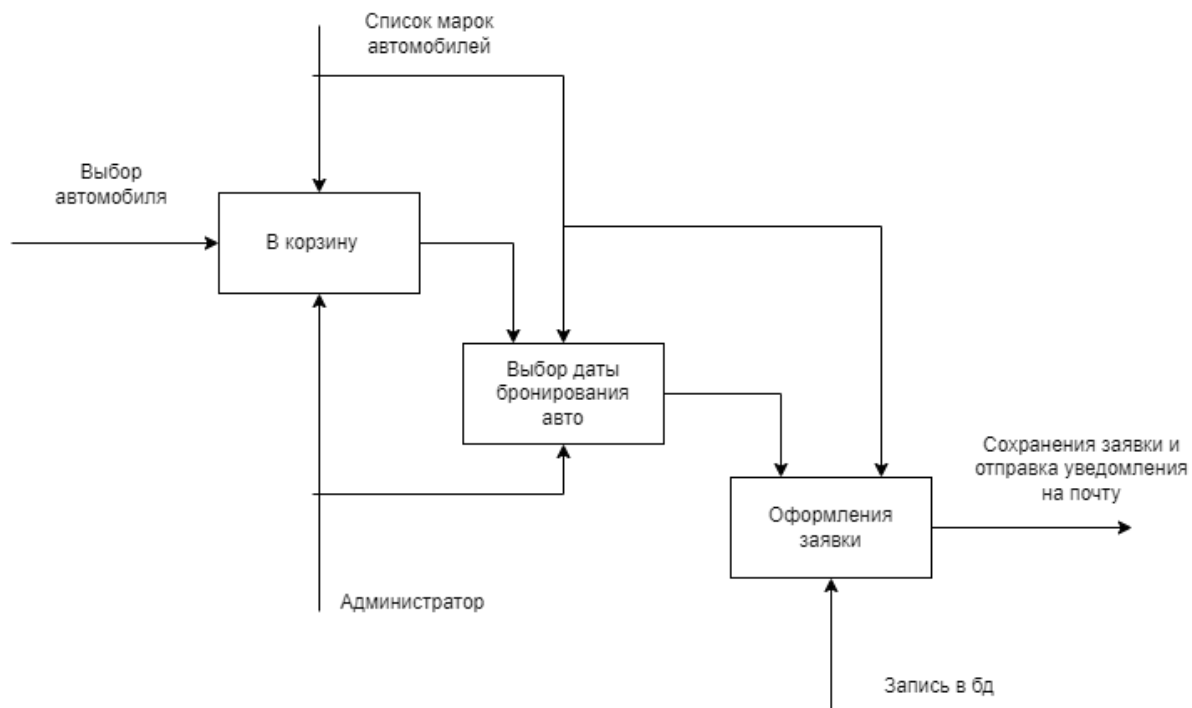 Список марок
автомобилей
Выбор
автомобиля
В корзину
Выбор даты
бронирования
авто
Сохранения заявки и
отправка уведомления
на почту
Оформления
заявки
Администратор
Запись в бд